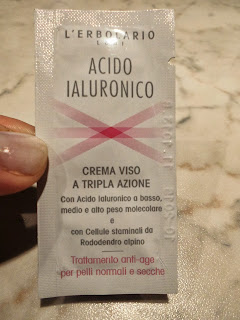 L'ERBOLARIO
LODI
ACIDO
IALURONICO
CREMA VISO
A TRIPLA AZIONE
Con Acido Ialuronico a basso,
medio e alto peso molecolare
e
con Cellule staminali da
Rododendro alpino
Trattamento anti-age
per pelli normali e secche